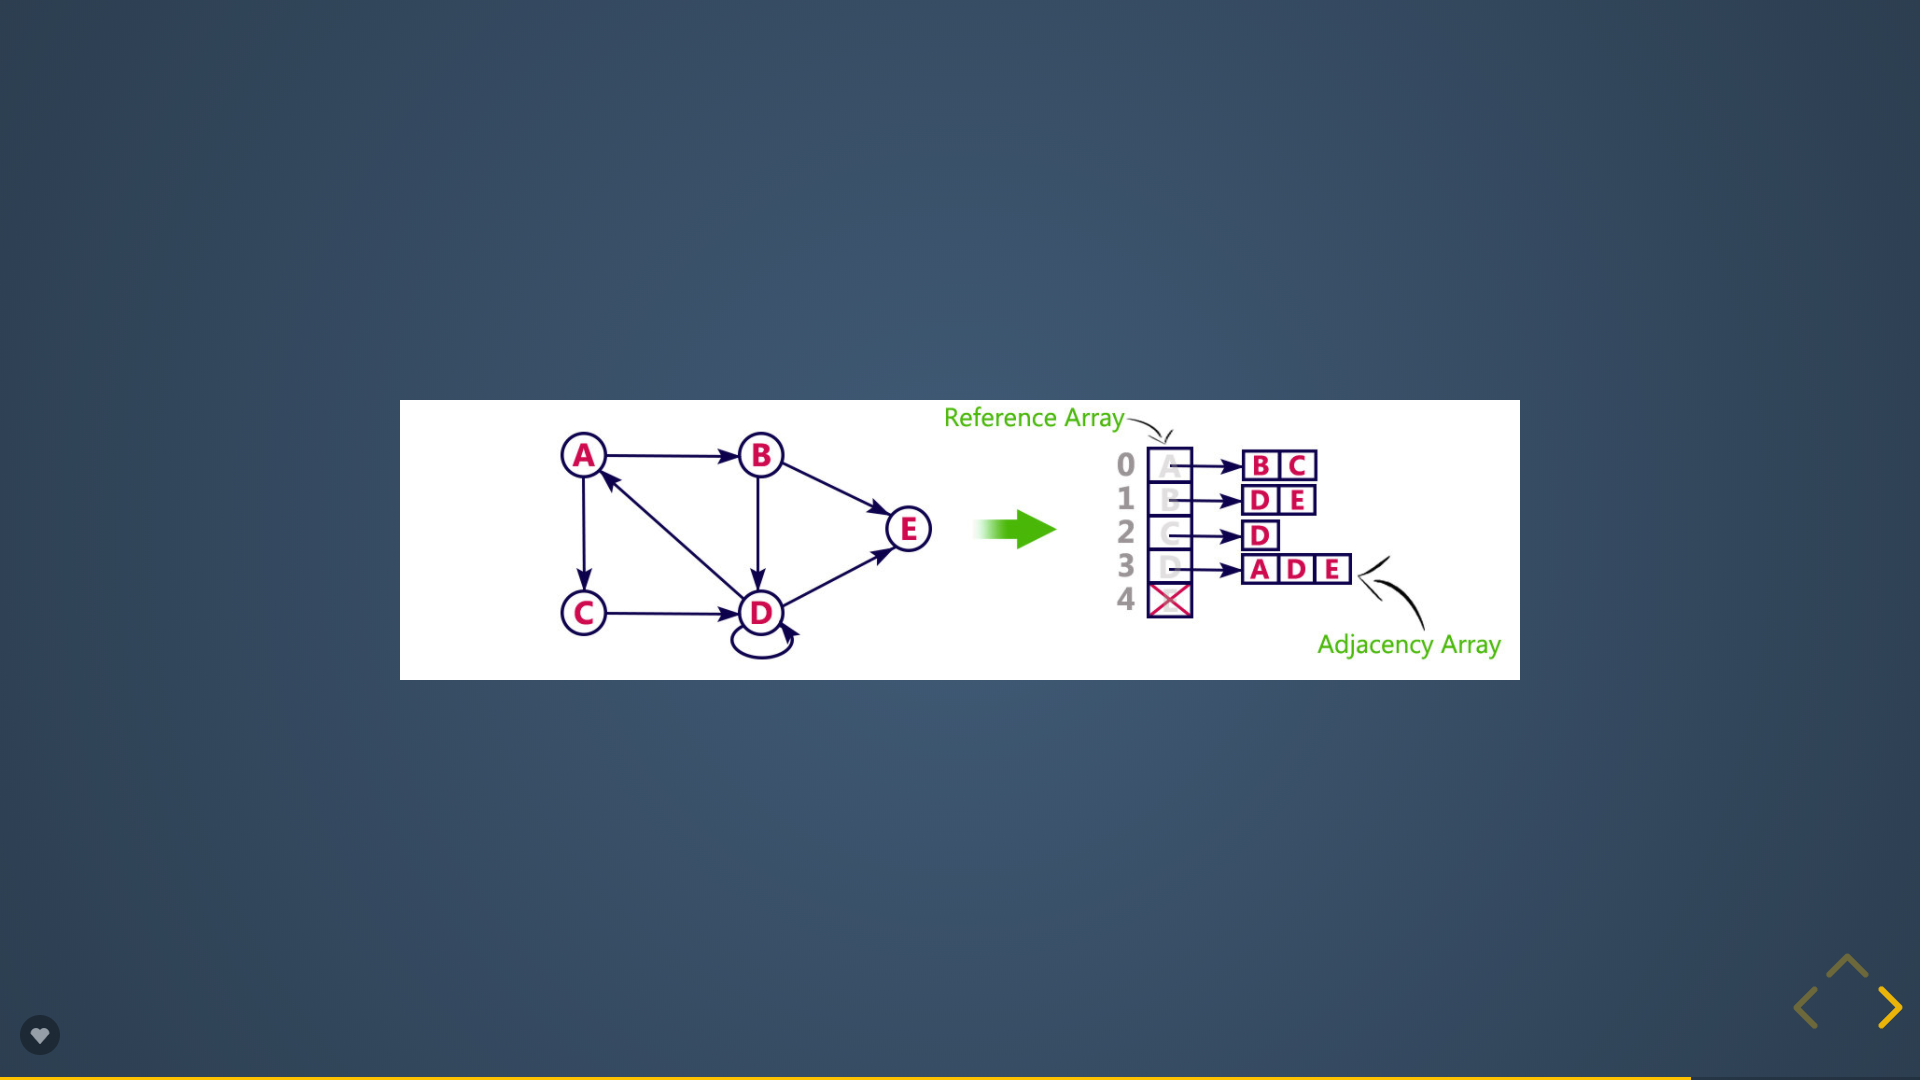 Reference Array
A B
E
C D
0 A B C
1 B D E
2 C D
3 D A D E
4 E
Adjacency Array